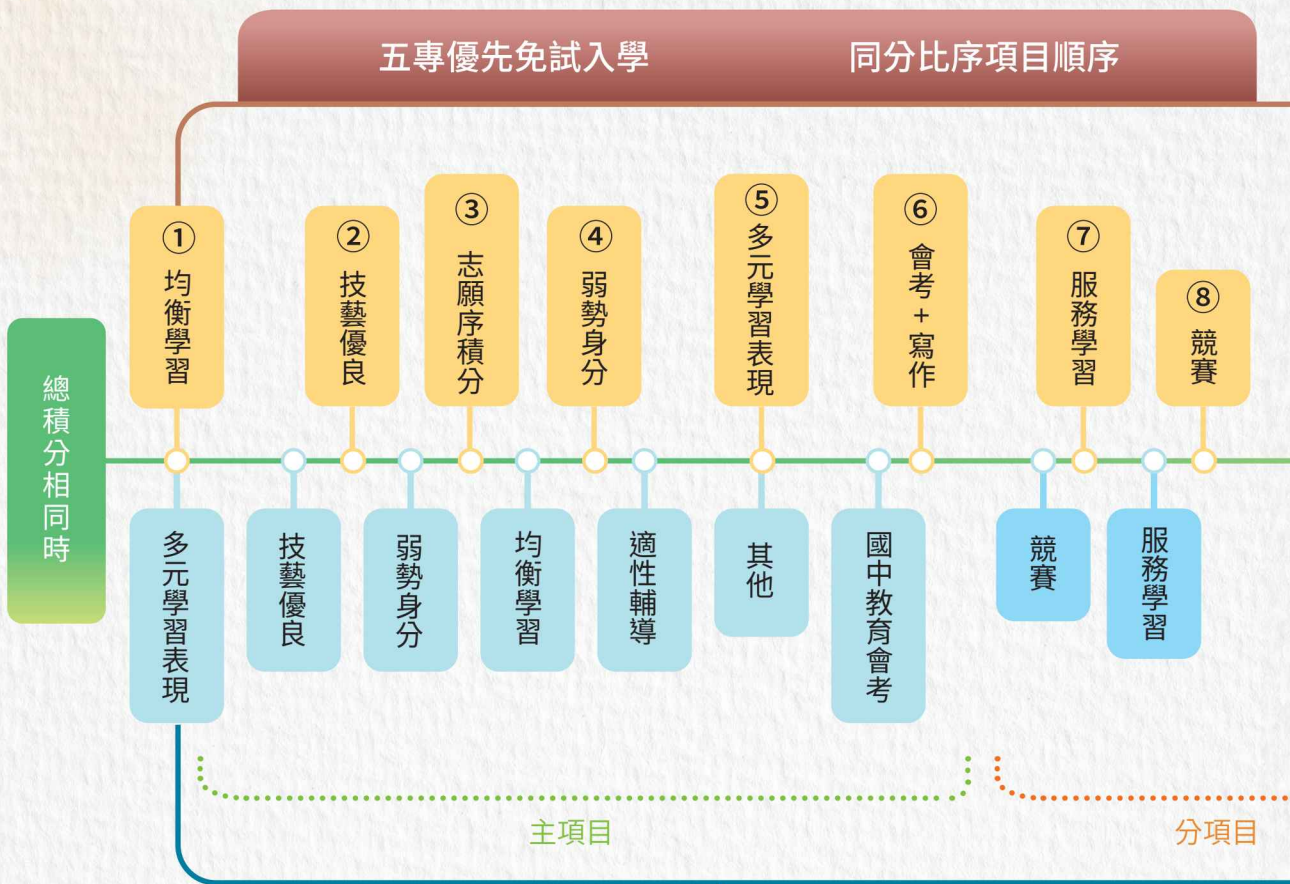 五專優先免試入學 同分比序項目順序
總積分相同時
① 均衡學習
② 技藝優良
③ 志願序積分
④ 弱勢身分
⑤ 多元學習表現
⑥ 會考+寫作
⑦ 服務學習
⑧ 競賽
多元學習表現
技藝優良
弱勢身分
均衡學習
適性輔導
其他
國中教育會考
競賽
服務學習
主項目
分項目